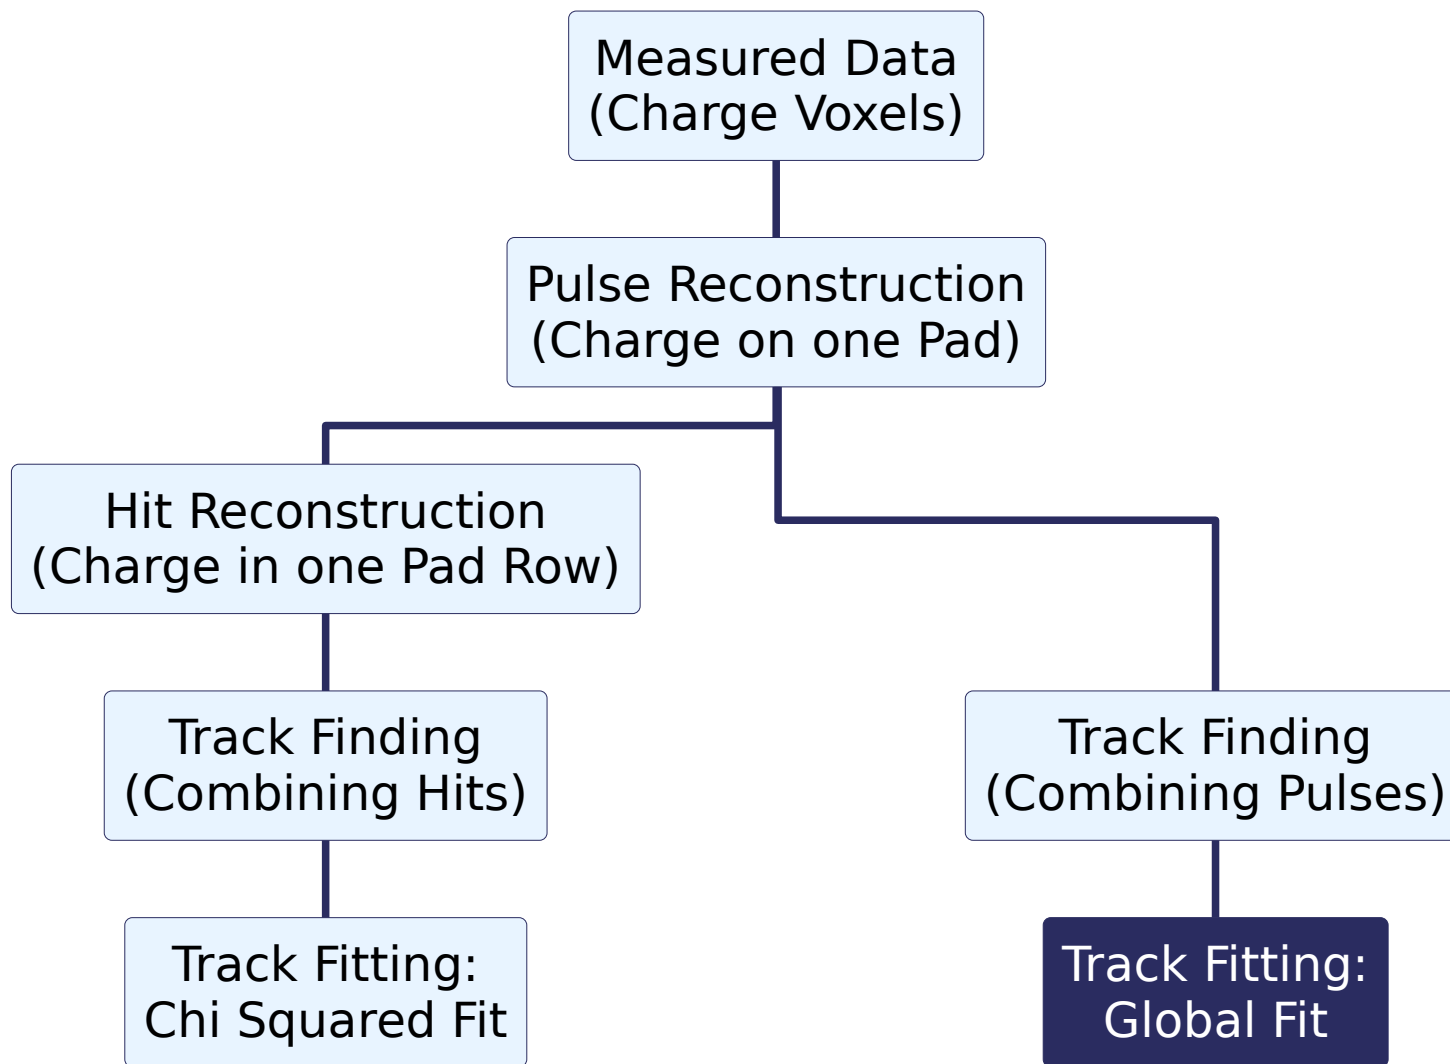 Measured Data
(Charge Voxels)
Pulse Reconstruction
(Charge on one Pad)
Hit Reconstruction
(Charge in one Pad Row)
Track Finding
(Combining Hits)
Track Finding
(Combining Pulses)
Track Fitting:
Chi Squared Fit
Track Fitting:
Global Fit